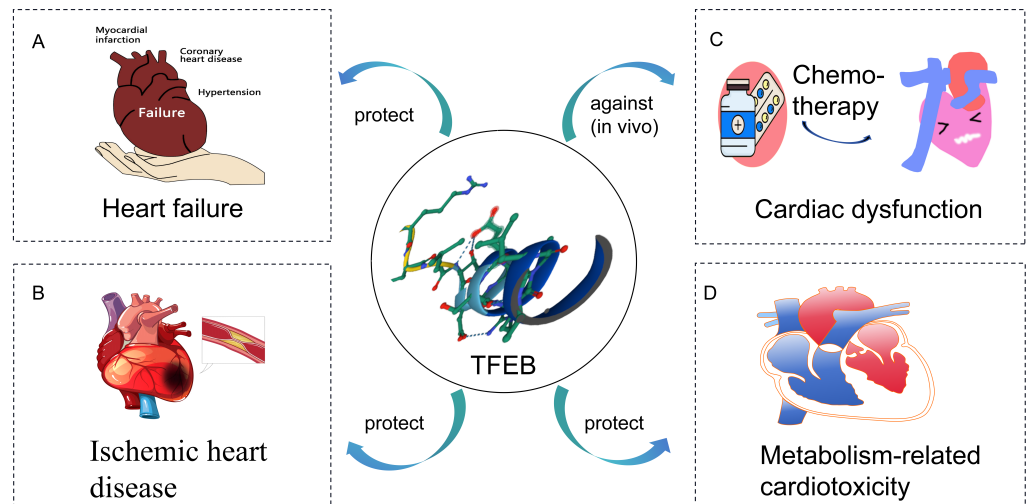 A
Myocardial
infarction
Coronary
heart disease
Hypertension
Failure
Heart failure
B
Ischemic heart
disease
protect
against
(in vivo)
TFEB
protect
protect
C
Chemo-
therapy
Cardiac dysfunction
D
Metabolism-related
cardiotoxicity